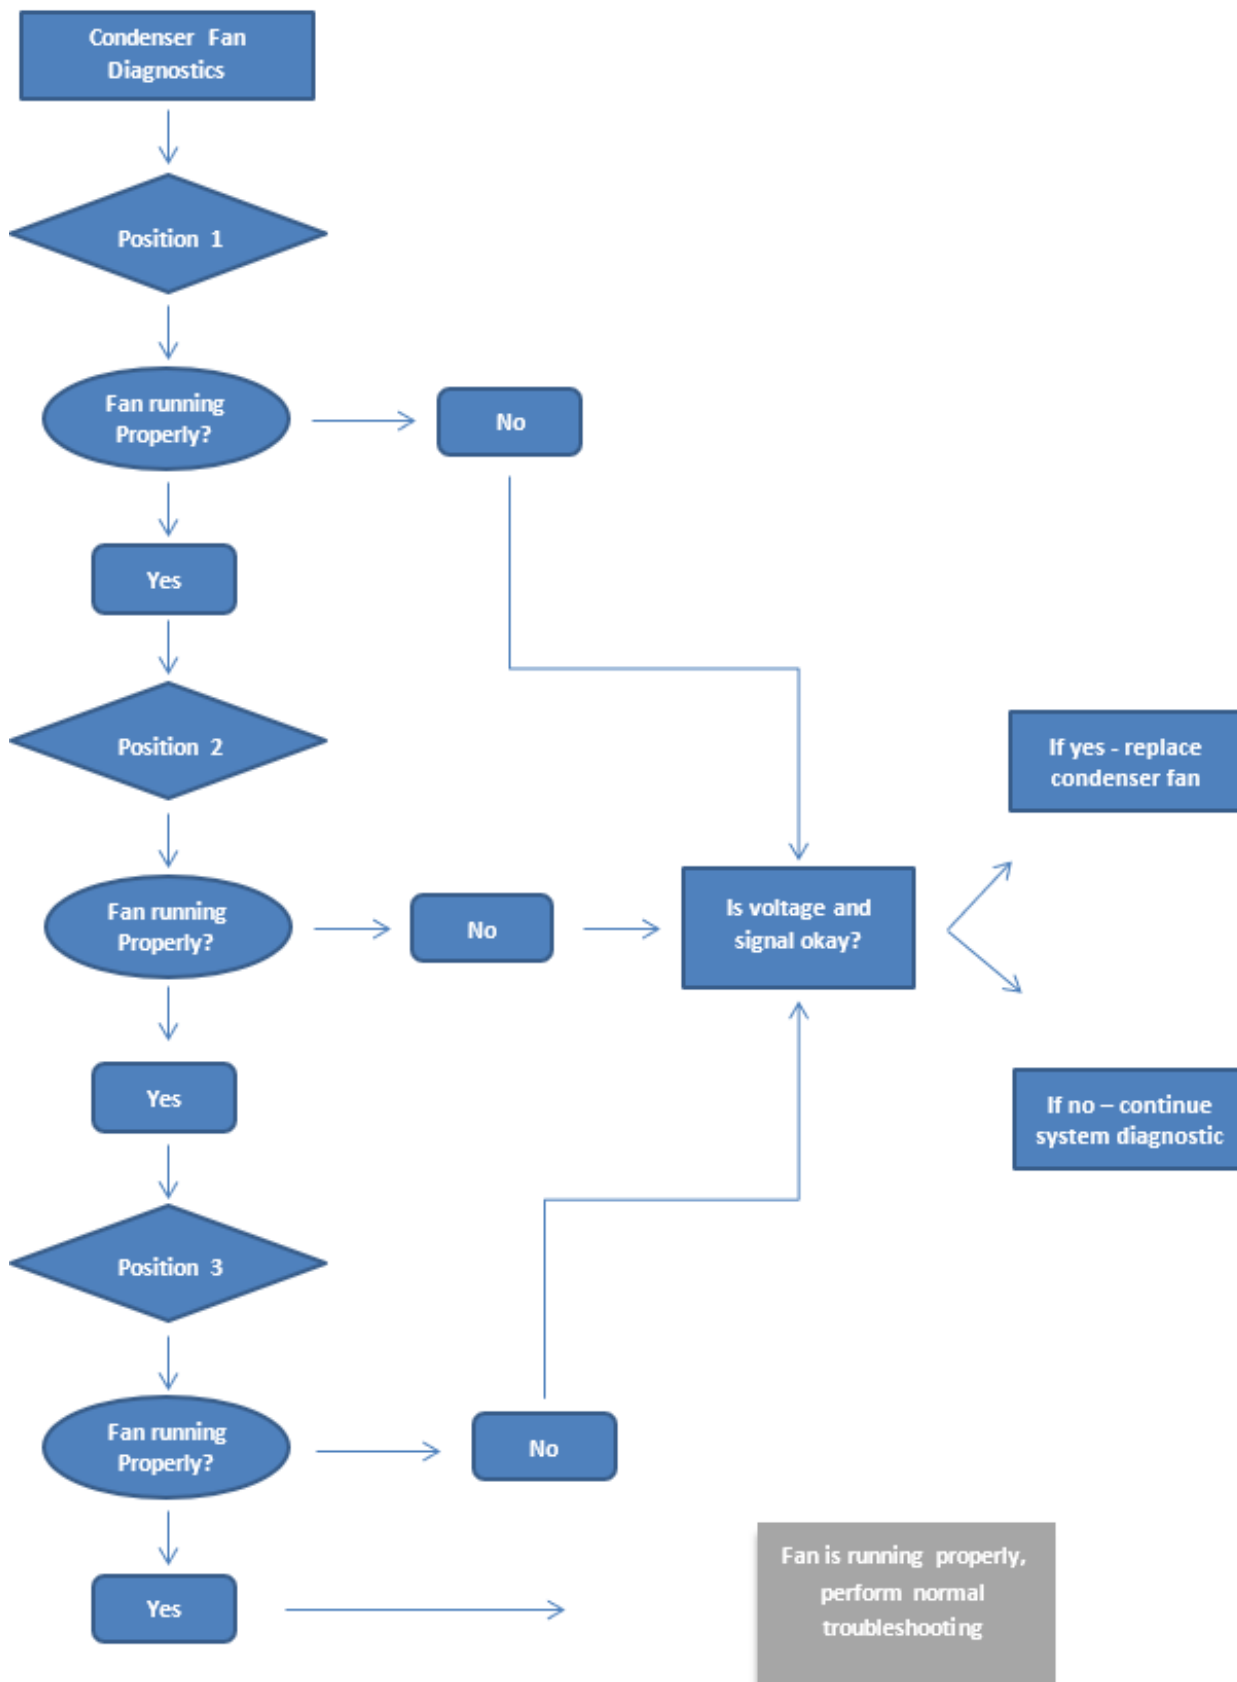 Condenser Fan
Diagnostics
Position 1
Fan running
Properly?
No
Yes
Position 2
If yes - replace
condenser fan
Fan running
Properly?
No
Is voltage and
signal okay?
Yes
If no – continue
system diagnostic
Position 3
Fan running
Properly?
No
Yes
Fan is running properly,
perform normal
troubleshooting